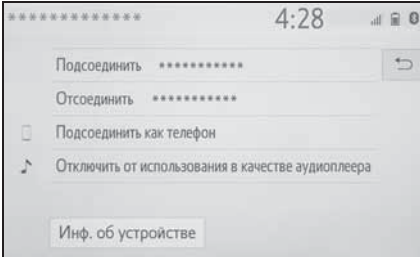 ************* 4:28
Подсоединить ***********
Отсоединить ***********
Подсоединить как телефон
Отключить от использования в качестве аудиоплеера
Инф. об устройстве